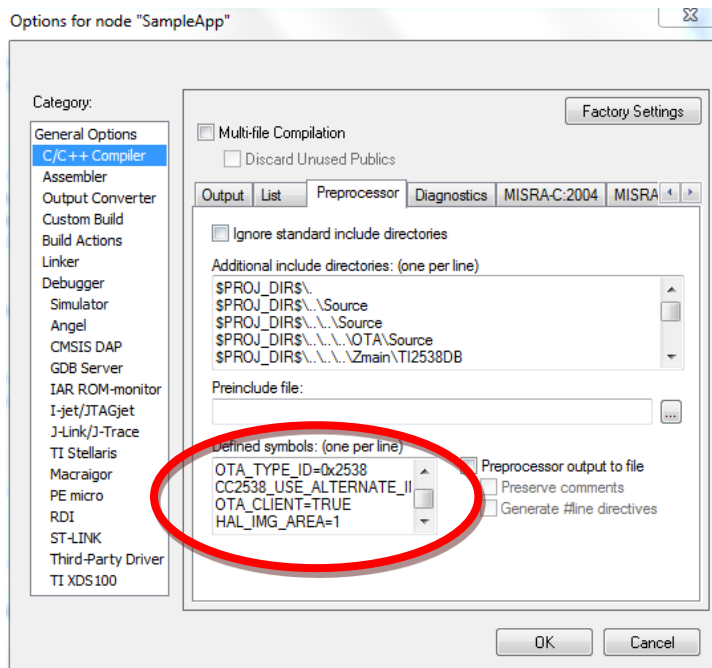 Options for node "SampleApp"
Category:
General Options
C/C++ Compiler
Assembler
Output Converter
Custom Build
Build Actions
Linker
Debugger
Simulator
Angel
CMSIS DAP
GDB Server
IAR ROM-monitor
I-jet/JTAGjet
J-Link/J-Trace
TI Stellaris
Macraigor
PE micro
RDI
ST-LINK
Third-Party Driver
TI XDS100
Factory Settings
Multi-file Compilation
Discard Unused Publics
Output List Preprocessor Diagnostics MISRA-C:2004 MISRA
Ignore standard include directories
Additional include directories: (one per line)
$PROJ_DIR$\.
$PROJ_DIR$\..\Source
$PROJ_DIR$\..\..\Source
$PROJ_DIR$\..\..\..\OTA\Source
$PROJ_DIR$\..\..\..\Zmain\TI2538DB
Preinclude file:
...
Defined symbols: (one per line)
OTA_TYPE_ID=0x2538
CC2538_USE_ALTERNATE_I
OTA_CLIENT=TRUE
HAL_IMG_AREA=1
Preprocessor output to file
Preserve comments
Generate #line directives
OK Cancel